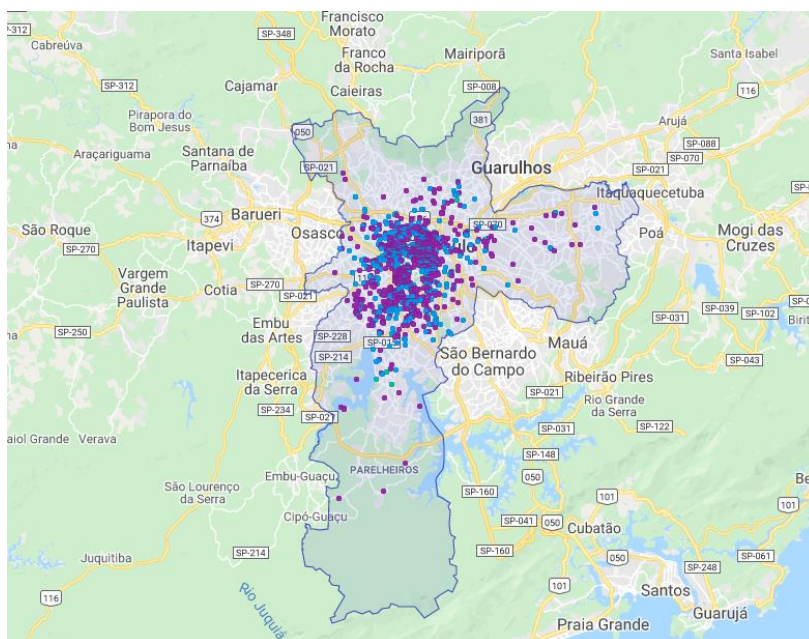 312
Cabreúva
SP-348
Francisco
Morato
Franco
da Rocha
Mairiporã
Santa Isabel
SP-312
Cajamar
Caieiras
SP-008
116
Pirapora do
Bom Jesus
050
381
Arujá
SP-088
SP-070
Araçariguama
Santana de
Parnaíba
SP-021
Guarulhos
SP-021
Itaquaquecetuba
SP-
374
Barueri
Osasco
SP-070
São Roque
Itapevi
Poá
Mogi das
Cruzes
SP-270
Vargem
Grande
Paulista
Cotia
SP-270
SP-021
SP-250
Embu
das Artes
SP-228
SP-214
SP-031
SP-039
SP-102
Mauá
São Bernardo
do Campo
SP-043
Itapecerica
da Serra
Ribeirão Pires
SP-021
Rio Grande
da Serra
SP-122
SP-234
SP-021
SP-031
aiol Grande
Verava
SP-148
PARELHEIROS
São Lourenço
da Serra
Embu-Guaçu
SP-160
050
101
Be
101
Cipó-Guaçu
SP-041
050
Cubatão
SP-214
SP-160
Juquitiba
050
SP-061
101
SP-248
Rio Juquiá
Santos
116
Guarujá
Praia Grande